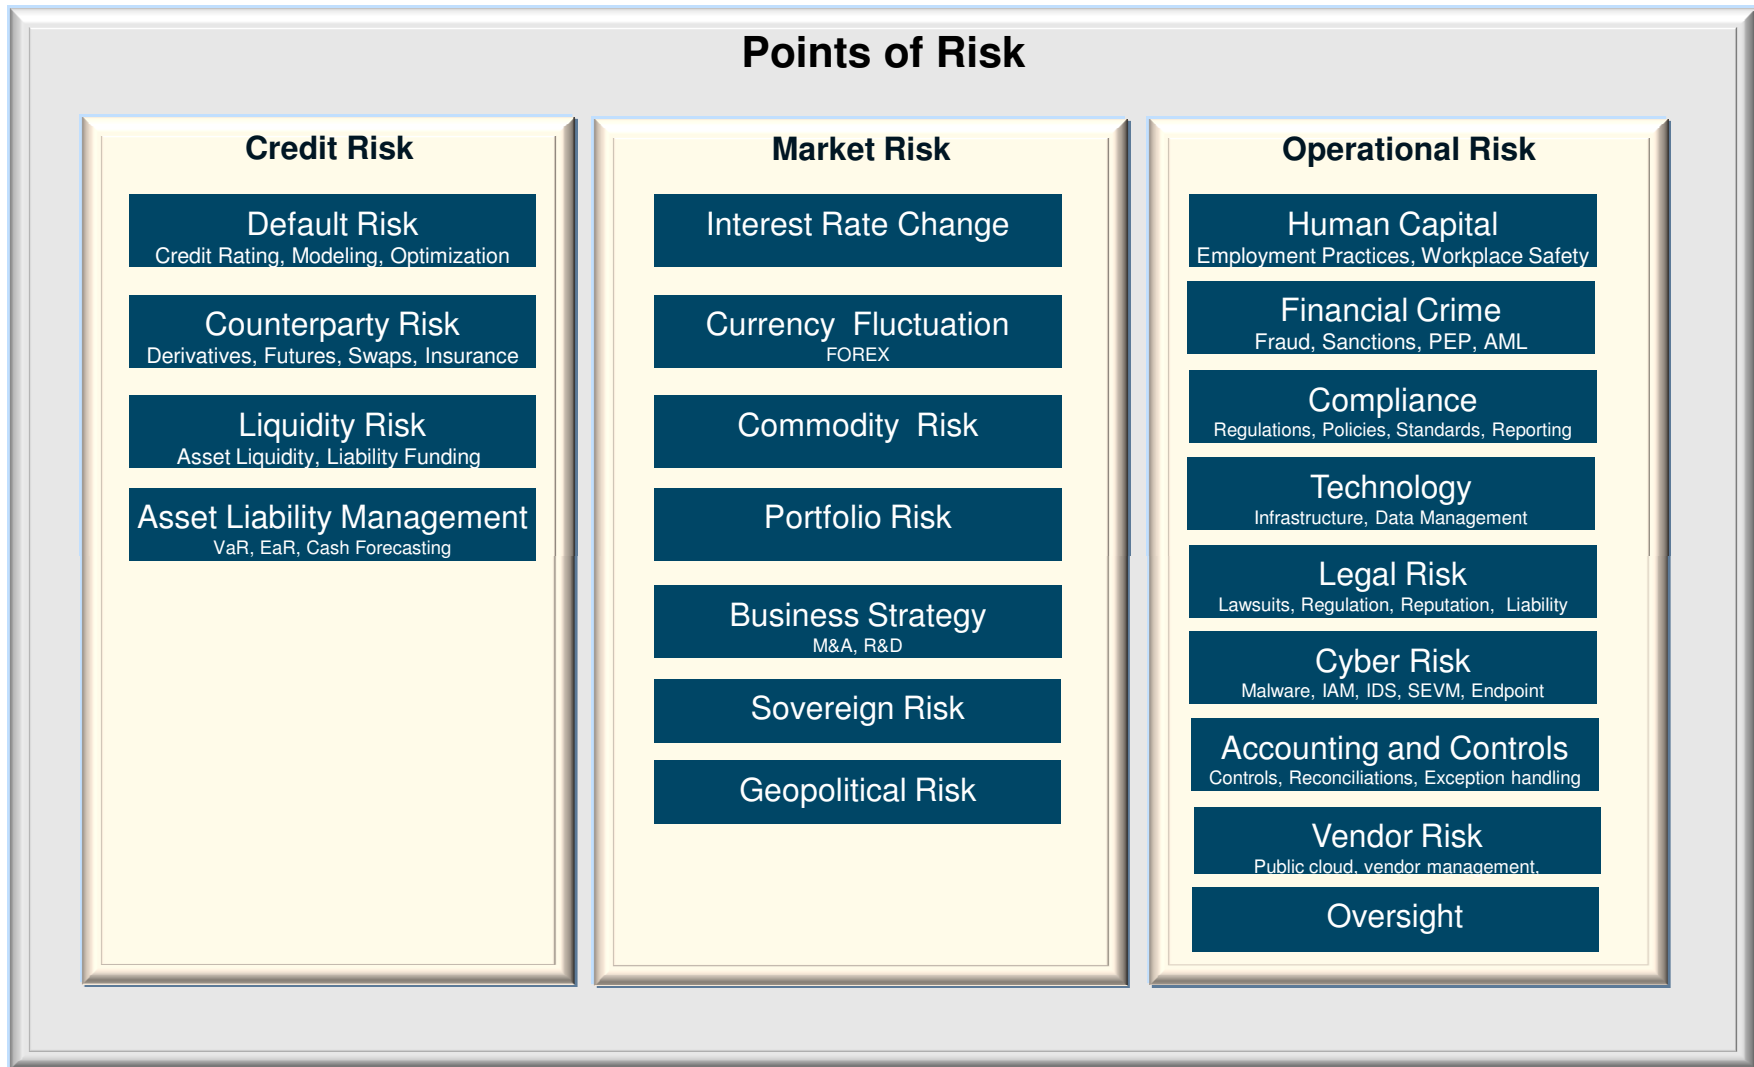 Points of Risk
Credit Risk
Default Risk
Credit Rating, Modeling, Optimization
Counterparty Risk
Derivatives, Futures, Swaps, Insurance
Liquidity Risk
Asset Liquidity, Liability Funding
Asset Liability Management
VaR, EaR, Cash Forecasting
Market Risk
Interest Rate Change
Currency  Fluctuation
FOREX
Commodity  Risk
Portfolio Risk
Business Strategy
M&A, R&D
Sovereign Risk
Geopolitical Risk
Operational Risk
Human Capital
Employment Practices, Workplace Safety
Financial Crime
Fraud, Sanctions, PEP, AML
Compliance
Regulations, Policies, Standards, Reporting
Technology
Infrastructure, Data Management
Legal Risk
Lawsuits, Regulation, Reputation,  Liability
Cyber Risk
Malware, IAM, IDS, SEVM, Endpoint
Accounting and Controls
Controls, Reconciliations, Exception handling
Vendor Risk
Public cloud, vendor management,
Oversight